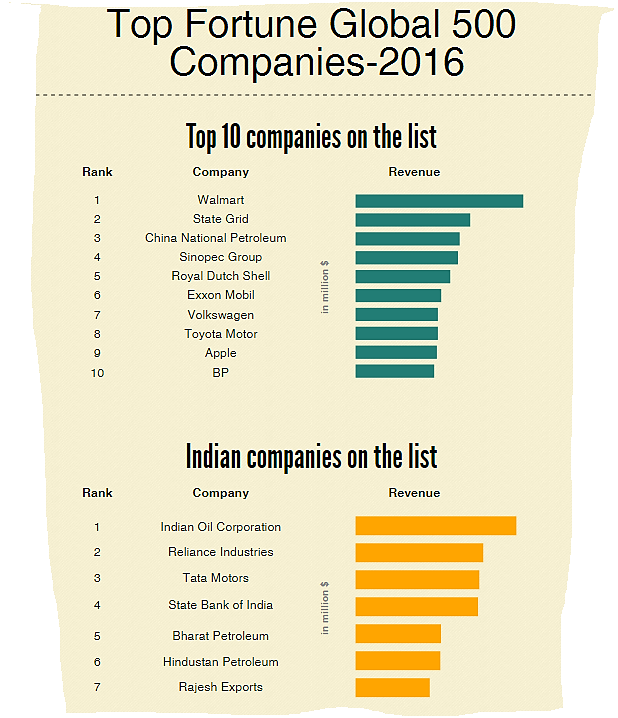 Top Fortune Global 500
Companies-2016
Top 10 companies on the list
Rank Company Revenue
1 Walmart
2 State Grid
3 China National Petroleum
4 Sinopec Group
5 Royal Dutch Shell
6 Exxon Mobil
7 Volkswagen
8 Toyota Motor
9 Apple
10 BP
in million $
Indian companies on the list
Rank Company Revenue
1 Indian Oil Corporation
2 Reliance Industries
3 Tata Motors
4 State Bank of India
5 Bharat Petroleum
6 Hindustan Petroleum
7 Rajesh Exports
in million $